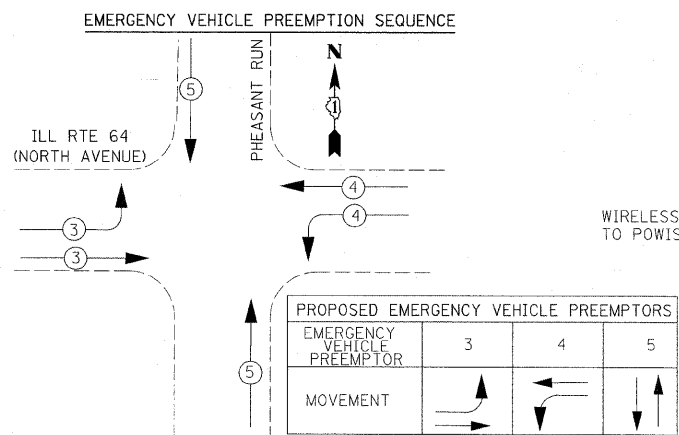 EMERGENCY VEHICLE PREEMPTION SEQUENCE
PHEASANT RUN
N
1
5
ILL RTE 64
(NORTH AVENUE)
4
4
3
3
WIRELESS
TO POWIS
5
PROPOSED EMERGENCY VEHICLE PREEMPTORS
EMERGENCY
VEHICLE
PREEMPTOR
3
4
5
MOVEMENT